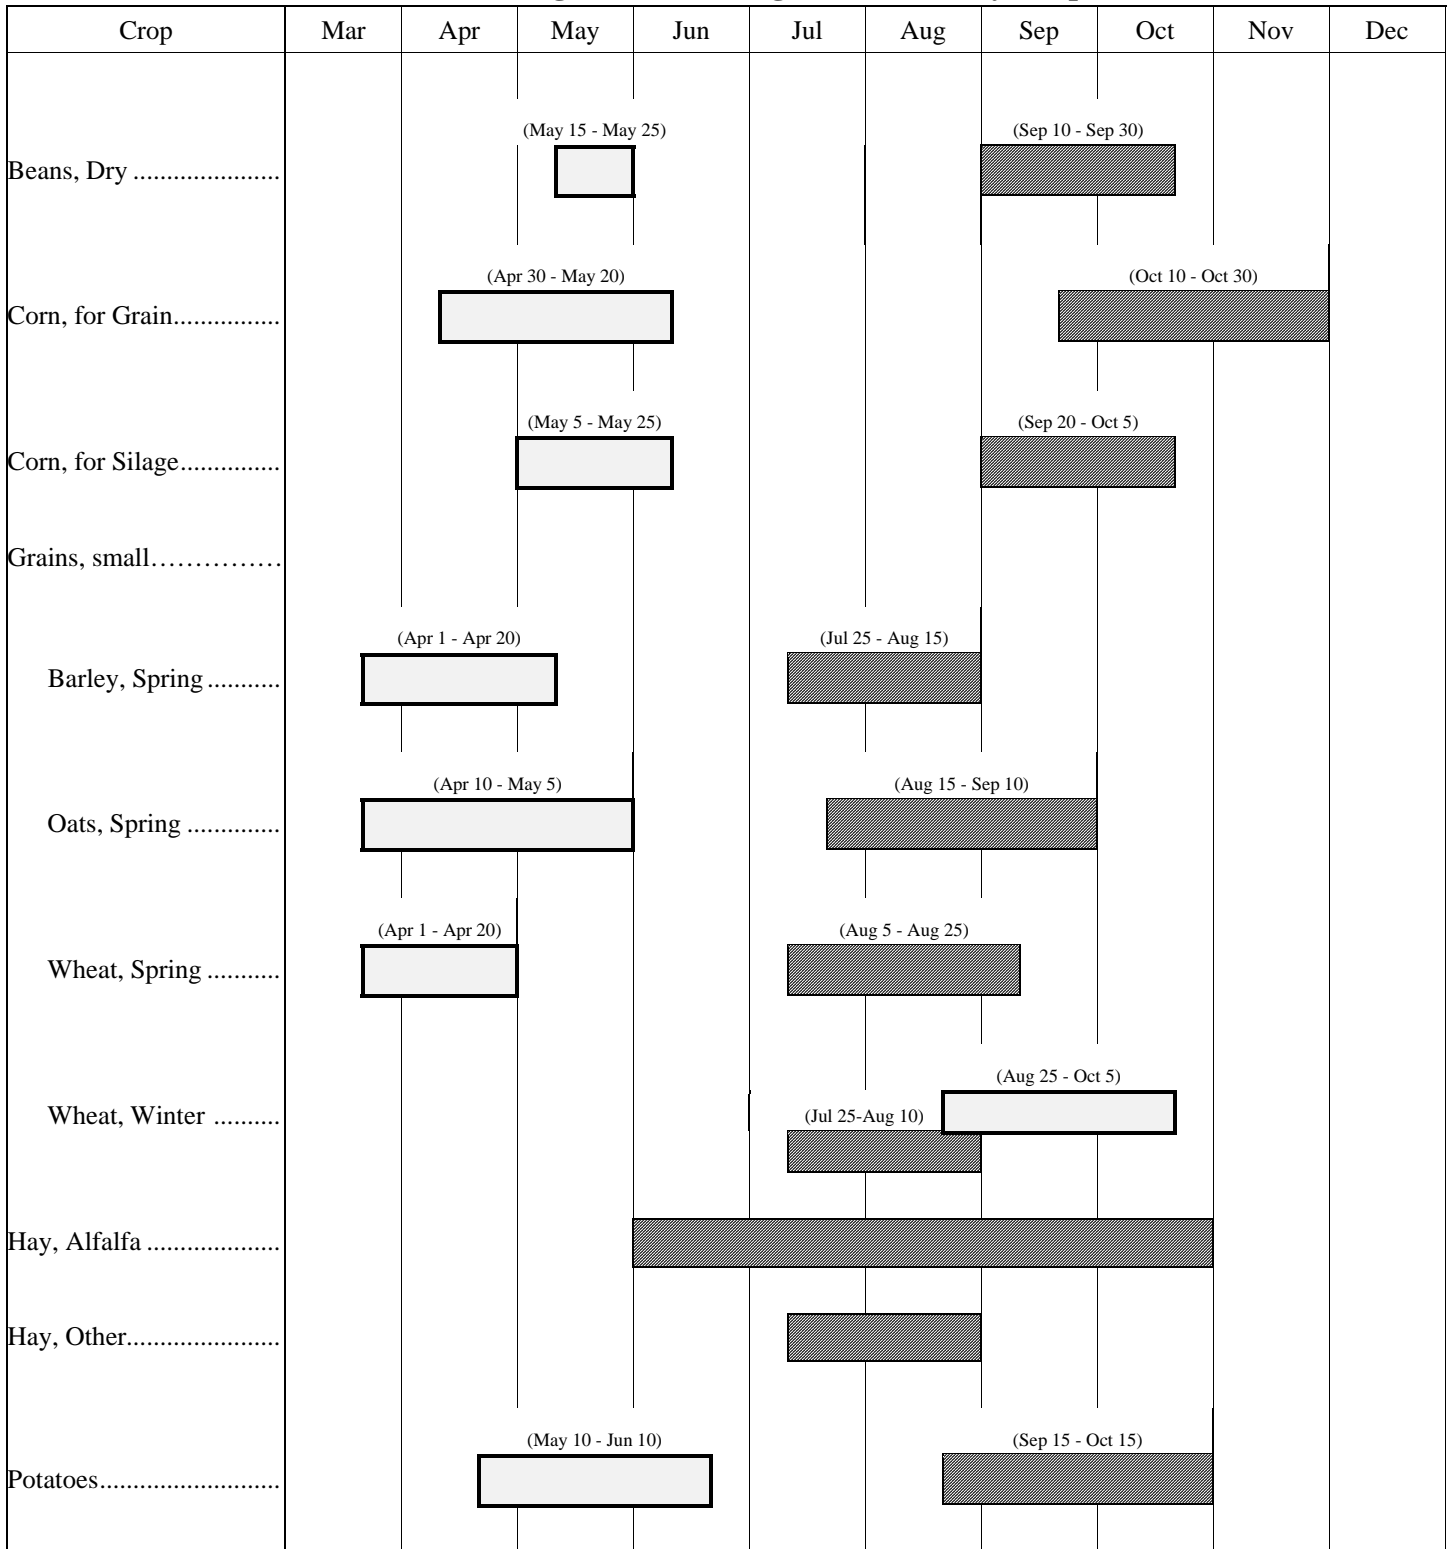 Crop Mar Apr May Jun Jul Aug Sep Oct Nov Dec
(May 15 - May 25) (Sep 10 - Sep 30)
Beans, Dry ......................
(Apr 30 - May 20) (Oct 10 - Oct 30)
Corn, for Grain................
(May 5 - May 25) (Sep 20 - Oct 5)
Corn, for Silage...............
Grains, small……………
(Apr 1 - Apr 20) (Jul 25 - Aug 15)
Barley, Spring ...........
(Apr 10 - May 5) (Aug 15 - Sep 10)
Oats, Spring ..............
(Apr 1 - Apr 20) (Aug 5 - Aug 25)
Wheat, Spring ...........
(Aug 25 - Oct 5)
Wheat, Winter .......... (Jul 25-Aug 10)
Hay, Alfalfa ....................
Hay, Other.......................
(May 10 - Jun 10) (Sep 15 - Oct 15)
Potatoes...........................